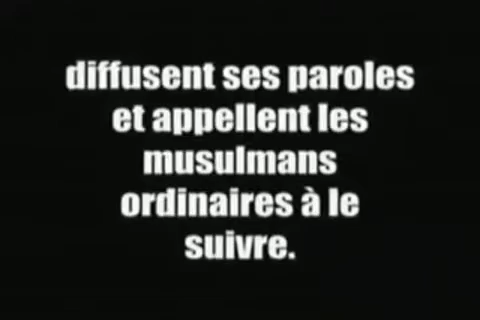 diffusent ses paroles
et appellent les
musulmans
ordinaires à le
suivre.